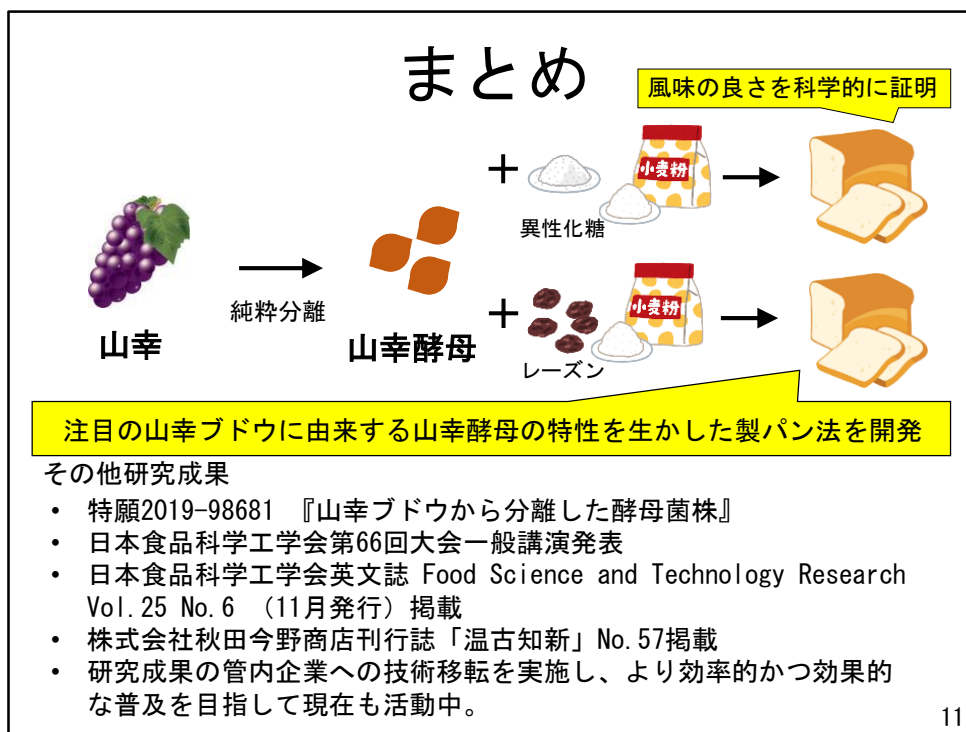 まとめ
風味の良さを科学的に証明
＋
小麦粉
異性化糖
純粋分離
山幸
山幸酵母
＋
小麦粉
レーズン
注目の山幸ブドウに由来する山幸酵母の特性を生かした製パン法を開発
その他研究成果
• 特願2019-98681 『山幸ブドウから分離した酵母菌株』
• 日本食品科学工学会第66回大会一般講演発表
• 日本食品科学工学会英文誌 Food Science and Technology Research
Vol.25 No.6 （11月発行）掲載
• 株式会社秋田今野商店刊行誌「温古知新」No.57掲載
• 研究成果の管内企業への技術移転を実施し、より効率的かつ効果的
な普及を目指して現在も活動中。
11